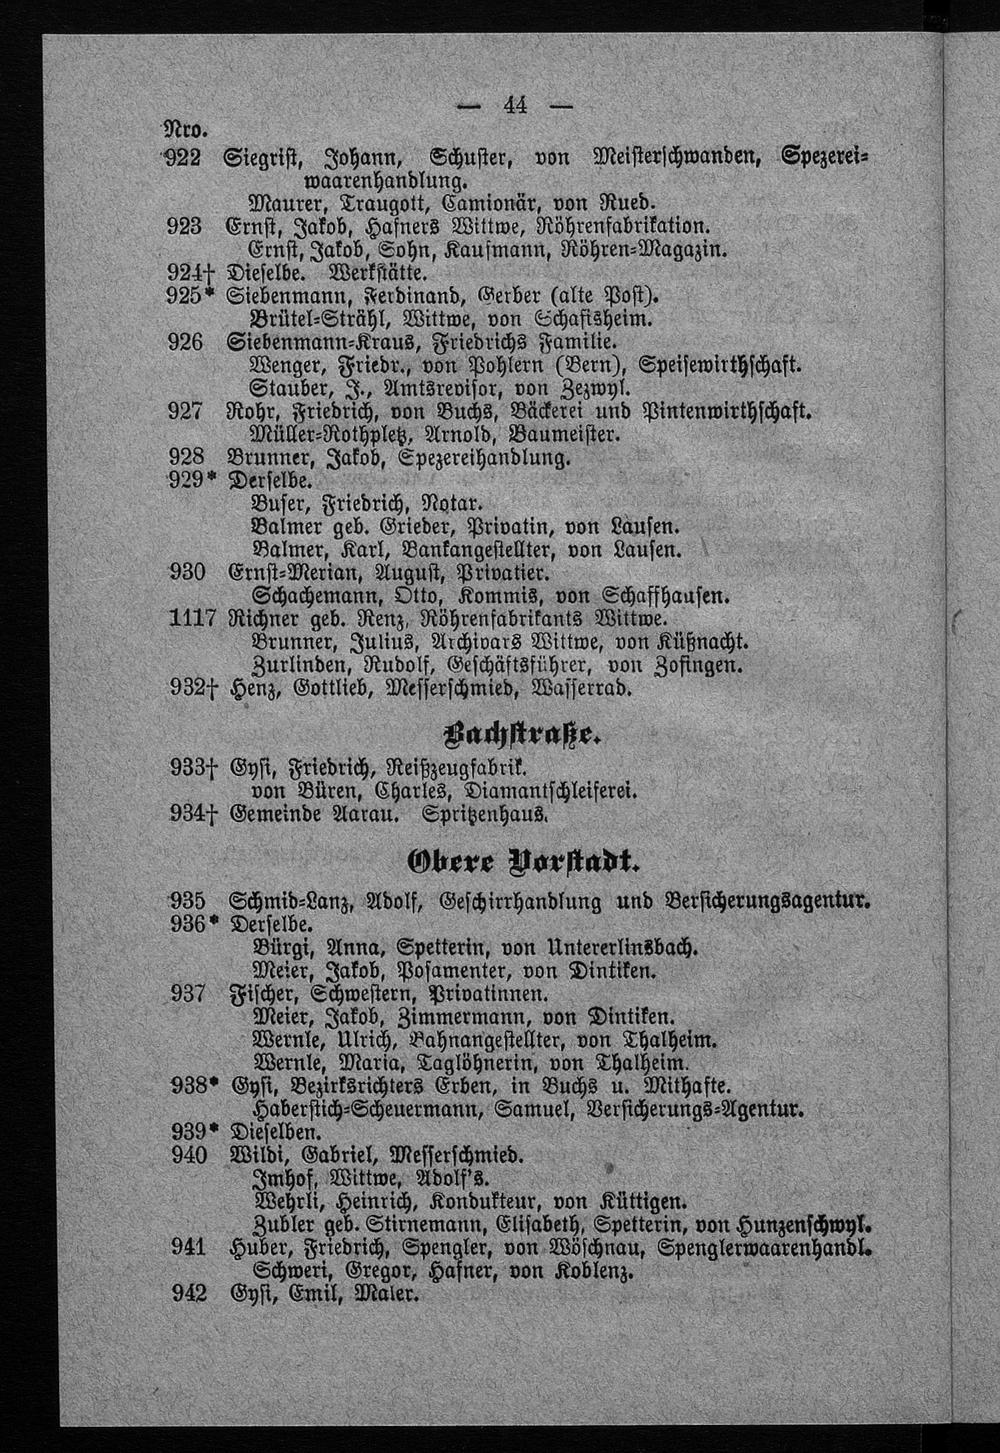 — 44 —
Nro.
922 Siegrist, Johann, Schuster, von Meisterschwanden, Spezerei-
waarenhandlung.
Maurer, Traugott, Camionär, von Rued.
923 Ernst, Jakob, Hafners Wittwe, Röhrenfabrikation.
Ernst, Jakob, Sohn, Kaufmann, Röhren-Magazin.
924† Dieselbe. Werkstätte.
925* Siebenmann, Ferdinand, Gerber (alte Post).
Brütel-Strähl, Wittwe, von Schafisheim.
926 Siebenmann-Kraus, Friedrichs Familie.
Wenger, Friedr., von Pohlern (Bern), Speisewirthschaft.
Stauber, J., Amtsrevisor, von Zezwyl.
927 Rohr, Friedrich, von Buchs, Bäckerei und Pintenwirthschaft.
Müller-Rothpletz, Arnold, Baumeister.
928 Brunner, Jakob, Spezereihandlung.
929* Derselbe.
Buser, Friedrich, Notar.
Balmer geb. Grieder, Privatin, von Laufen.
Balmer, Karl, Bankangestellter, von Laufen.
930 Ernst-Merian, August, Privatier.
Schachemann, Otto, Kommis, von Schaffhausen.
1117 Richner geb. Renz, Röhrenfabrikants Wittwe.
Brunner, Julius, Archivars Wittwe, von Küßnacht.
Zurlinden, Rudolf, Geschäftsführer, von Zofingen.
932† Henz, Gottlieb, Messerschmied, Wasserrad.
Bachstraße.
933† Gysi, Friedrich, Reißzeugfabrik.
von Büren, Charles, Diamantschleiferei.
934† Gemeinde Aarau. Spritzenhaus.
Obere Vorstadt.
935 Schmid-Lanz, Adolf, Geschirrhandlung und Versicherungsagentur.
936* Derselbe.
Bürgi, Anna, Spetterin, von Untererlinsbach.
Meier, Jakob, Posamenter, von Dintiken.
937 Fischer, Schwestern, Privatinnen.
Meier, Jakob, Zimmermann, von Dintiken.
Wernle, Ulrich, Bahnangestellter, von Thalheim.
Wernle, Maria, Taglöhnerin, von Thalheim.
938* Gysi, Bezirksrichters Erben, in Buchs u. Mithafte.
Haberstich-Scheuermann, Samuel, Versicherungs-Agentur.
939* Dieselben.
940 Wildi, Gabriel, Messerschmied.
Imhof, Wittwe, Adolf's.
Wehrli, Heinrich, Kondukteur, von Küttigen.
Zubler geb. Stirnemann, Elisabeth, Spetterin, von Hunzenschwyl.
941 Huber, Friedrich, Spengler, von Wöschnau, Spenglerwaarenhandl.
Schweri, Gregor, Hafner, von Koblenz.
942 Gysi, Emil, Maler.